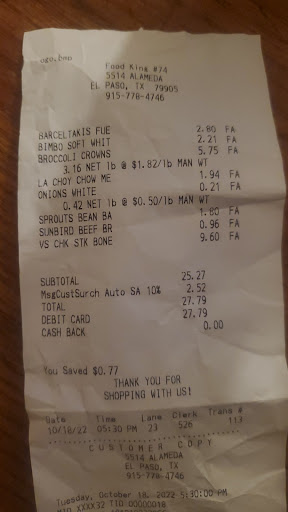 Food King #74
5514 ALAMEDA
EL PASO, TX 79905
915-778-4746
BARCELTAKIS FUE 2.80 FA
BIMBO SOFT WHIT 2.21 FA
BROCCOLI CROWNS 5.75 FA
3.16 NET lb @ $1.82/lb MAN WT
LA CHOY CHOW ME 1.94 FA
ONIONS WHITE 0.21 FA
0.42 NET lb @ $0.50/lb MAN WT
SPROUTS BEAN BA 1.80 FA
SUNBIRD BEEF BR 0.96 FA
VS CHK STK BONE 9.60 FA
SUBTOTAL 25.27
MsgCustSurch Auto SA 10% 2.52
TOTAL 27.79
DEBIT CARD 27.79
CASH BACK 0.00
You Saved $0.77
THANK YOU FOR
SHOPPING WITH US!
Date Time Lane Clerk Trans #
10/18/22 05:30 PM 23 526 113
CUSTOMER COPY
5514 ALAMEDA
EL PASO, TX
915-778-4746
Tuesday, October 18, 2022 5:30:00 PM
XXXX32 TID 00000018